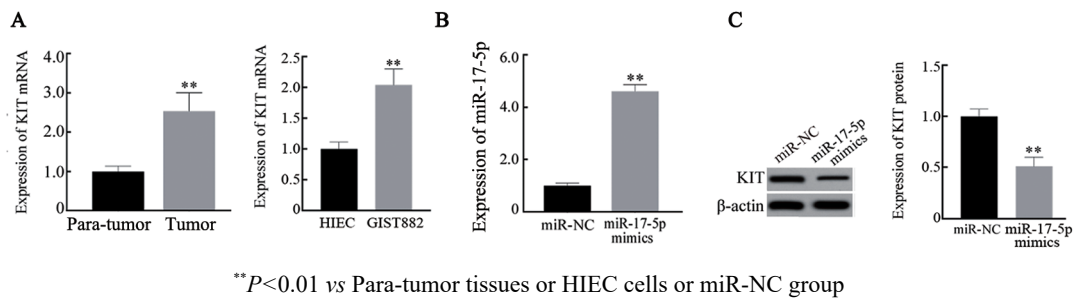 A
Expression of KIT mRNA
4.0
3.0
2.0
1.0
0
**
Para-tumor
Tumor
Expression of KIT mRNA
2.5
2.0
1.5
1.0
0.5
0.0
**
HIEC
GIST882
B
Expression of miR-17-5p
6.0
4.0
2.0
0
**
miR-NC
miR-17-5p
mimics
C
miR-NC
miR-17-5p
mimics
KIT
β-actin
Expression of KIT protein
1.5
1.0
0.5
0
**
miR-NC
miR-17-5p
mimics
**P<0.01 vs Para-tumor tissues or HIEC cells or miR-NC group